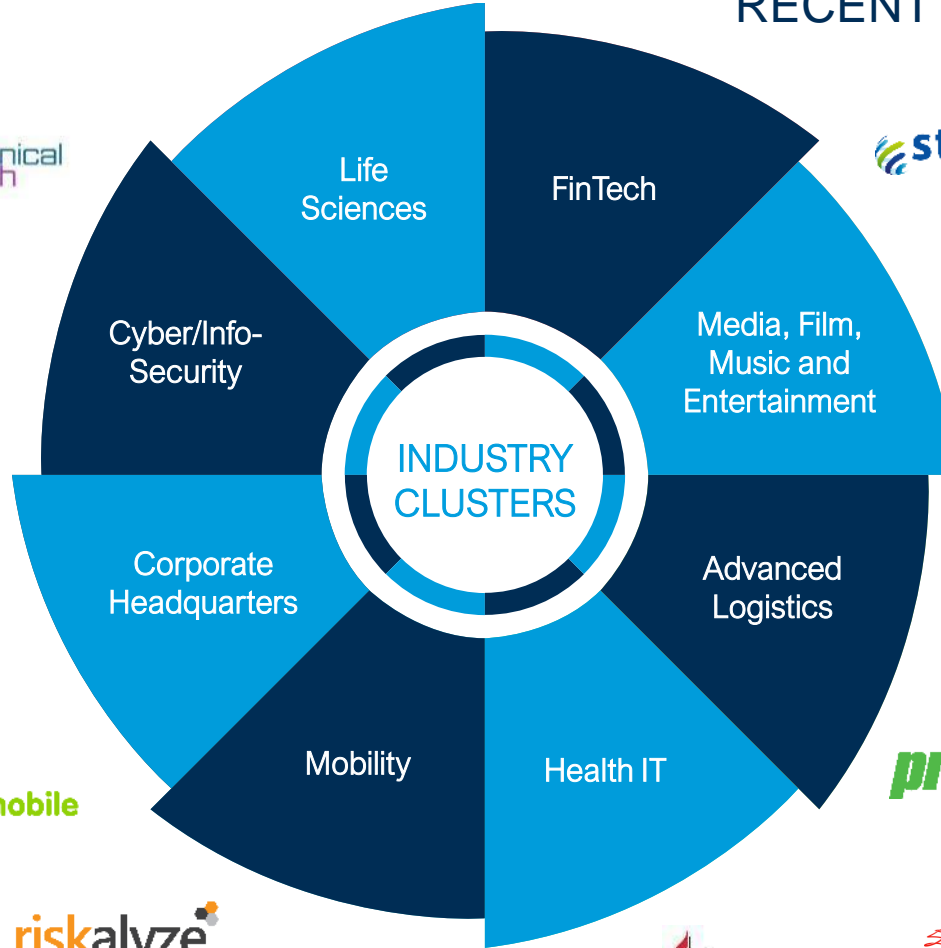 RECENT
Life
Sciences
FinTech
Cyber/Info-
Security
Media, Film,
Music and
Entertainment
INDUSTRY
CLUSTERS
Corporate
Headquarters
Advanced
Logistics
Mobility
Health IT
riskalyze